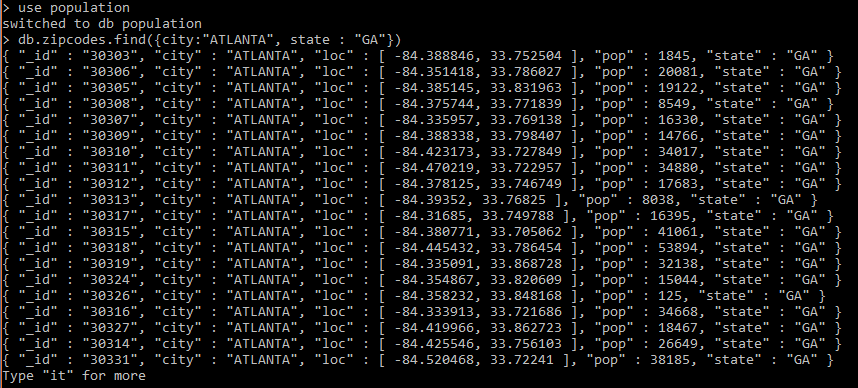 > use population
switched to db population
> db.zipcodes.find({city:"ATLANTA", state : "GA"})
{ "_id" : "30303", "city" : "ATLANTA", "loc" : [ -84.388846, 33.752504 ], "pop" : 1845, "state" : "GA" }
{ "_id" : "30306", "city" : "ATLANTA", "loc" : [ -84.351418, 33.786027 ], "pop" : 20081, "state" : "GA" }
{ "_id" : "30305", "city" : "ATLANTA", "loc" : [ -84.385145, 33.831963 ], "pop" : 19122, "state" : "GA" }
{ "_id" : "30308", "city" : "ATLANTA", "loc" : [ -84.375744, 33.771839 ], "pop" : 8549, "state" : "GA" }
{ "_id" : "30307", "city" : "ATLANTA", "loc" : [ -84.335957, 33.769138 ], "pop" : 16330, "state" : "GA" }
{ "_id" : "30309", "city" : "ATLANTA", "loc" : [ -84.388338, 33.798407 ], "pop" : 14766, "state" : "GA" }
{ "_id" : "30310", "city" : "ATLANTA", "loc" : [ -84.423173, 33.727849 ], "pop" : 34017, "state" : "GA" }
{ "_id" : "30311", "city" : "ATLANTA", "loc" : [ -84.470219, 33.722957 ], "pop" : 34880, "state" : "GA" }
{ "_id" : "30312", "city" : "ATLANTA", "loc" : [ -84.378125, 33.746749 ], "pop" : 17683, "state" : "GA" }
{ "_id" : "30313", "city" : "ATLANTA", "loc" : [ -84.39352, 33.76825 ], "pop" : 8038, "state" : "GA" }
{ "_id" : "30317", "city" : "ATLANTA", "loc" : [ -84.31685, 33.749788 ], "pop" : 16395, "state" : "GA" }
{ "_id" : "30315", "city" : "ATLANTA", "loc" : [ -84.380771, 33.705062 ], "pop" : 41061, "state" : "GA" }
{ "_id" : "30318", "city" : "ATLANTA", "loc" : [ -84.445432, 33.786454 ], "pop" : 53894, "state" : "GA" }
{ "_id" : "30319", "city" : "ATLANTA", "loc" : [ -84.335091, 33.868728 ], "pop" : 32138, "state" : "GA" }
{ "_id" : "30324", "city" : "ATLANTA", "loc" : [ -84.354867, 33.820609 ], "pop" : 15044, "state" : "GA" }
{ "_id" : "30326", "city" : "ATLANTA", "loc" : [ -84.358232, 33.848168 ], "pop" : 125, "state" : "GA" }
{ "_id" : "30316", "city" : "ATLANTA", "loc" : [ -84.333913, 33.721686 ], "pop" : 34668, "state" : "GA" }
{ "_id" : "30327", "city" : "ATLANTA", "loc" : [ -84.419966, 33.862723 ], "pop" : 18467, "state" : "GA" }
{ "_id" : "30314", "city" : "ATLANTA", "loc" : [ -84.425546, 33.756103 ], "pop" : 26649, "state" : "GA" }
{ "_id" : "30331", "city" : "ATLANTA", "loc" : [ -84.520468, 33.72241 ], "pop" : 38185, "state" : "GA" }
Type "it" for more